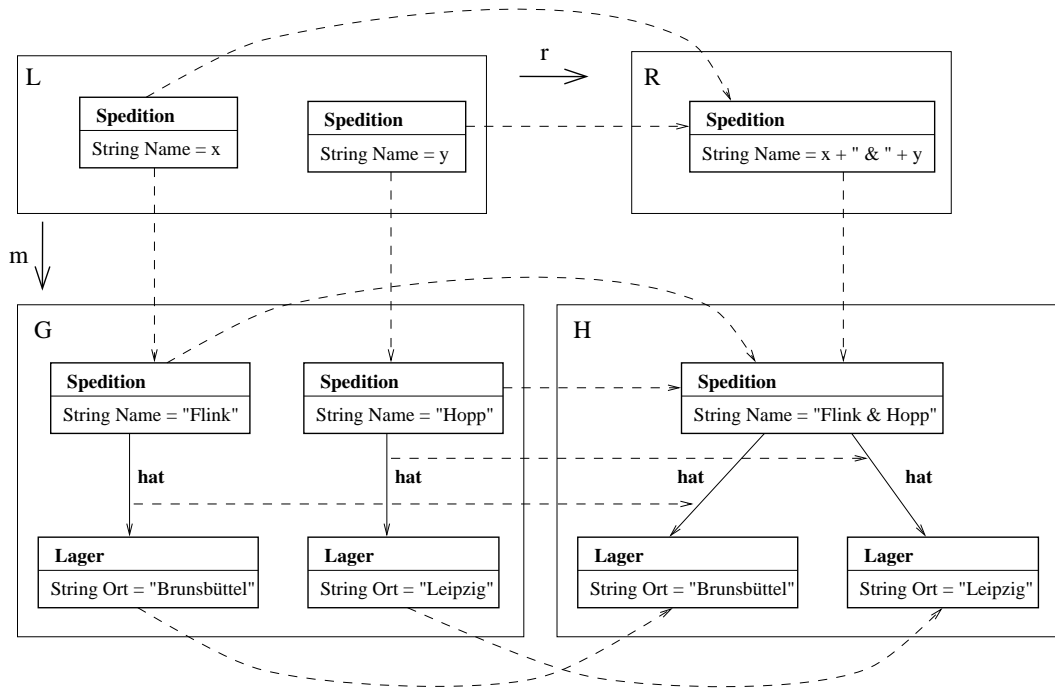 r
L
R
Spedition
String Name = x
Spedition
String Name = y
Spedition
String Name = x + " & " + y
m
G
H
Spedition
String Name = "Flink"
Spedition
String Name = "Hopp"
Spedition
String Name = "Flink & Hopp"
hat
hat
hat
hat
Lager
String Ort = "Brunsbüttel"
Lager
String Ort = "Leipzig"
Lager
String Ort = "Brunsbüttel"
Lager
String Ort = "Leipzig"